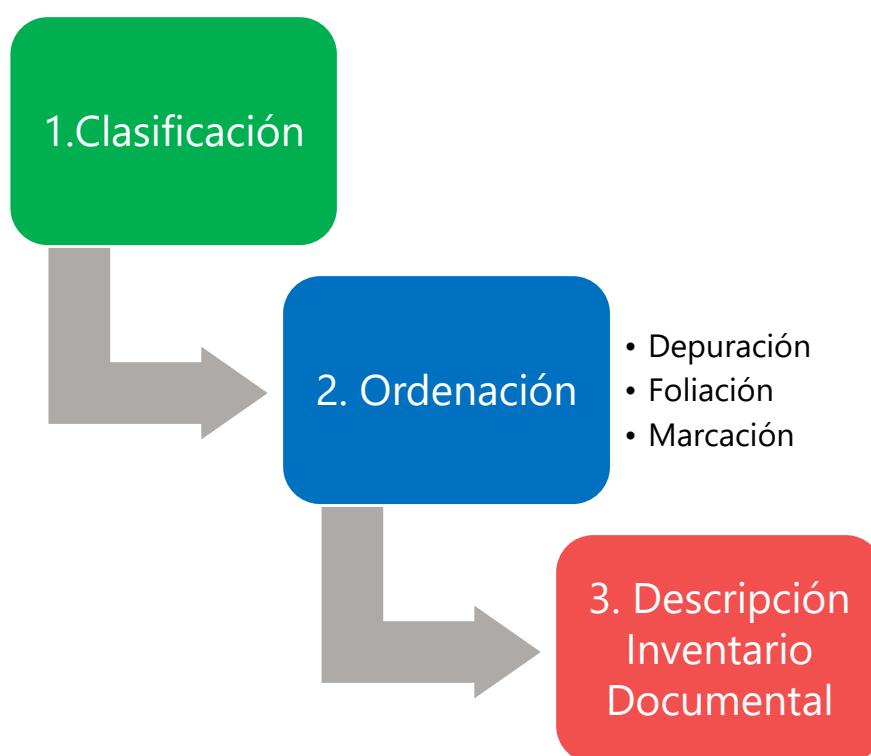 1.Clasificación
2. Ordenación
• Depuración
• Foliación
• Marcación
3. Descripción
Inventario
Documental